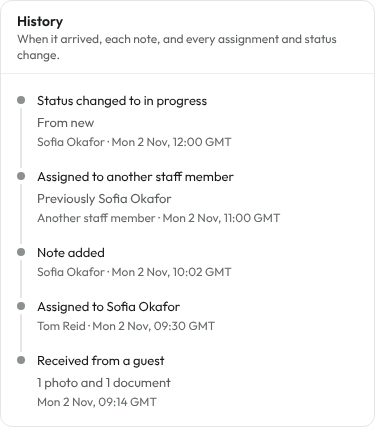 History
When it arrived, each note, and every assignment and status
change.
Status changed to in progress
From new
Sofia Okafor · Mon 2 Nov, 12:00 GMT
Assigned to another staff member
Previously Sofia Okafor
Another staff member · Mon 2 Nov, 11:00 GMT
Note added
Sofia Okafor · Mon 2 Nov, 10:02 GMT
Assigned to Sofia Okafor
Tom Reid · Mon 2 Nov, 09:30 GMT
Received from a guest
1 photo and 1 document
Mon 2 Nov, 09:14 GMT